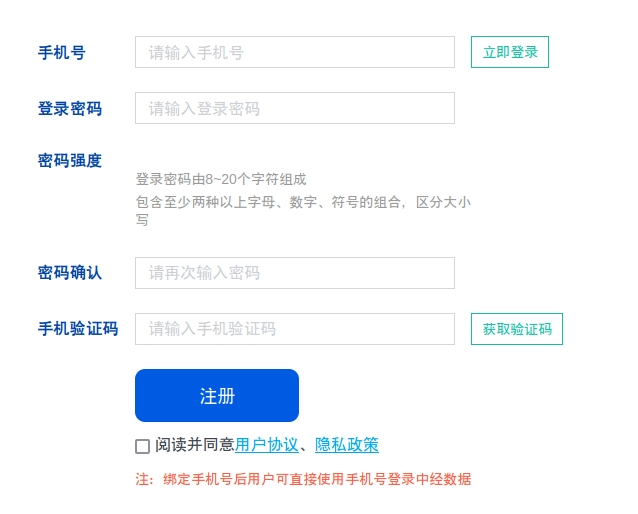 手机号 请输入手机号 立即登录
登录密码 请输入登录密码
密码强度
登录密码由8~20个字符组成
包含至少两种以上字母、数字、符号的组合，区分大小
写
密码确认 请再次输入密码
手机验证码 请输入手机验证码 获取验证码
注册
阅读并同意用户协议、隐私政策
注：绑定手机号后用户可直接使用手机号登录中经数据